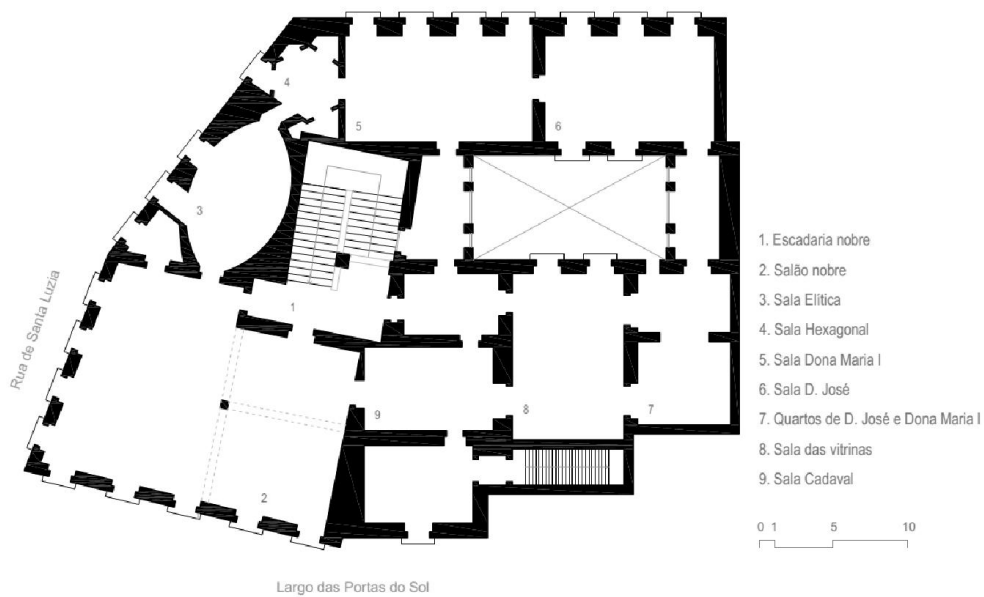 4
5
6
3
1
9
8
7
2
Rua de Santa Luzia
Largo das Portas do Sol
1. Escadaria nobre
2. Salão nobre
3. Sala Elítica
4. Sala Hexagonal
5. Sala Dona Maria I
6. Sala D. José
7. Quartos de D. José e Dona Maria I
8. Sala das vitrinas
9. Sala Cadaval
0 1 5 10